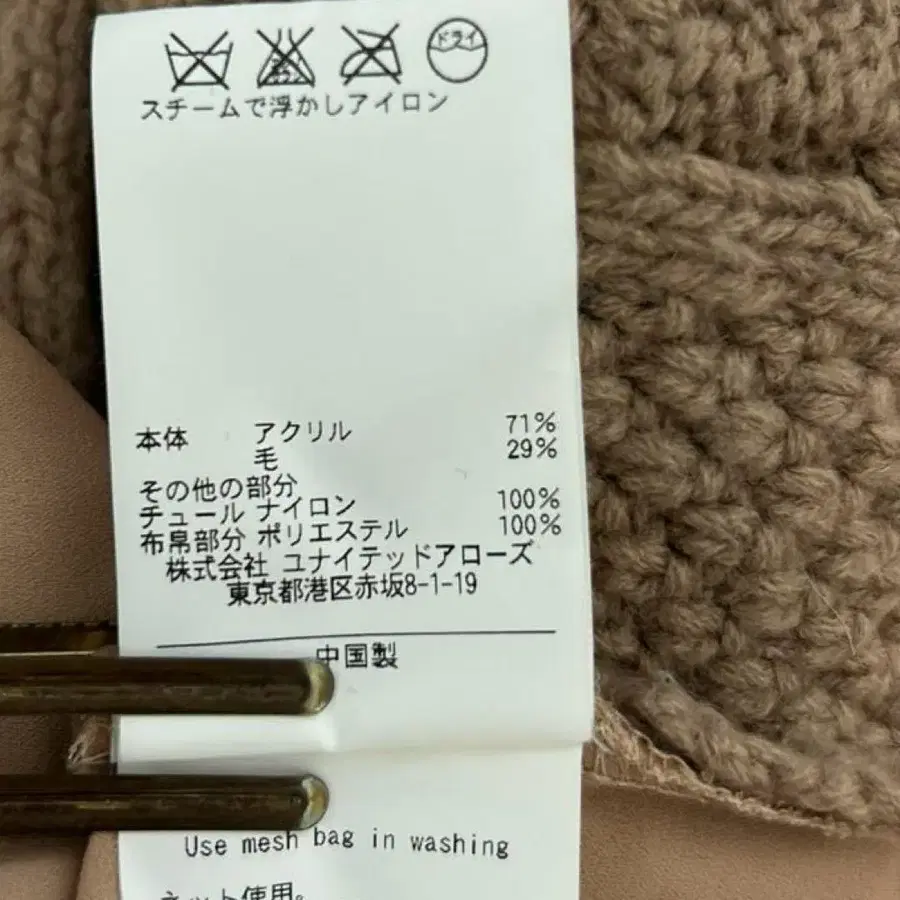 ドライ
スチームで浮かしアイロン
本体 アクリル 71%
毛 29%
その他の部分
チュール ナイロン 100%
布帛部分 ポリエステル 100%
株式会社 ユナイテッドアローズ
東京都港区赤坂8-1-19
中国製
Use mesh bag in washing
ネット使用。